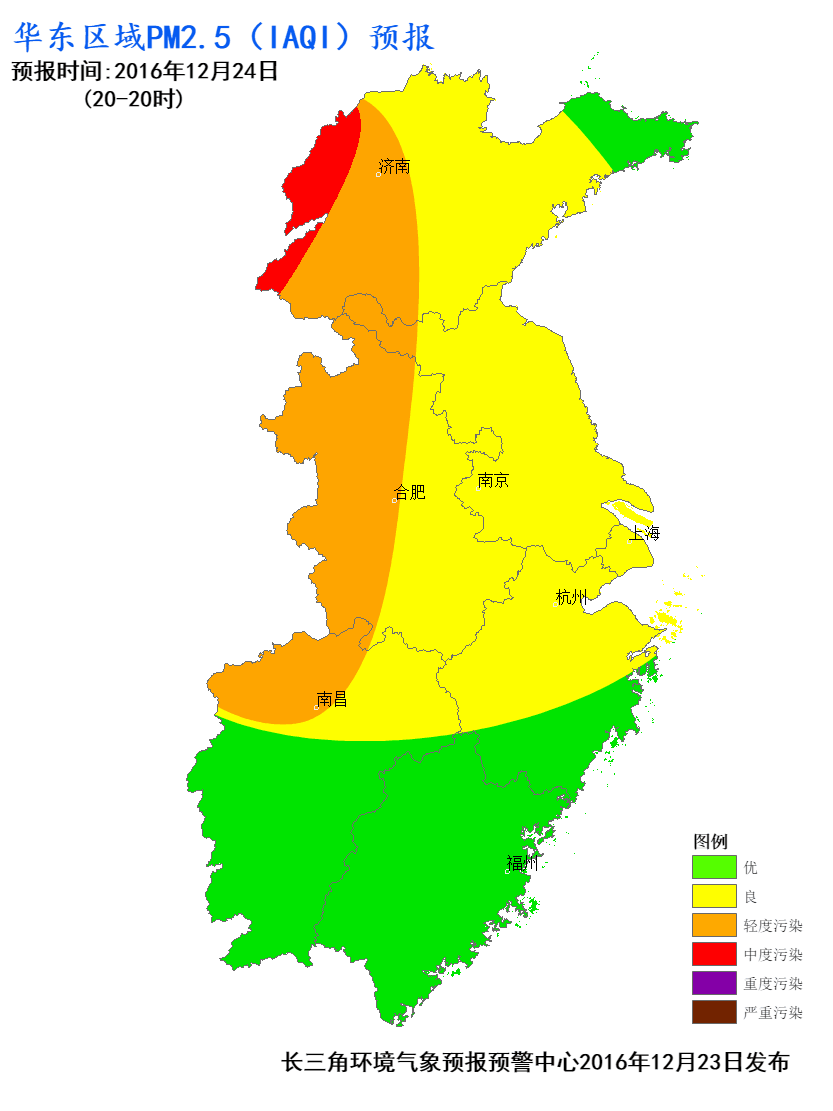 华东区域PM2.5（IAQI）预报
预报时间:2016年12月24日
(20-20时)
济南
合肥
南京
上海
杭州
南昌
福州
图例
优
良
轻度污染
中度污染
重度污染
严重污染
长三角环境气象预报预警中心2016年12月23日发布